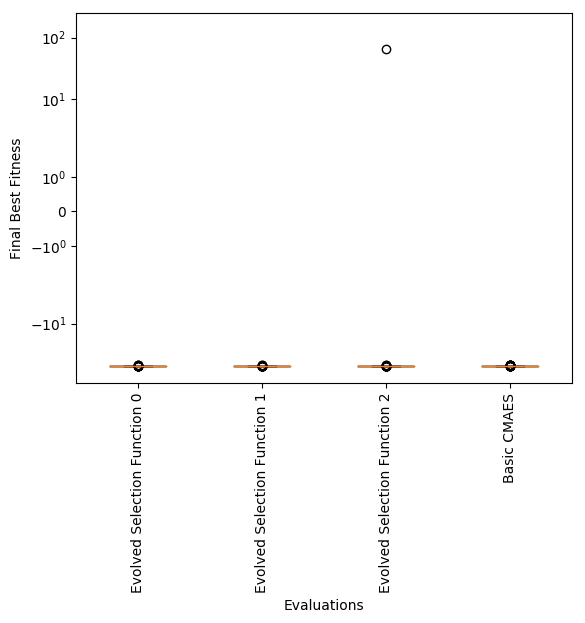 Final Best Fitness
10²
10¹
10⁰
0
−10⁰
−10¹
Evolved Selection Function 0
Evolved Selection Function 1
Evolved Selection Function 2
Basic CMAES
Evaluations